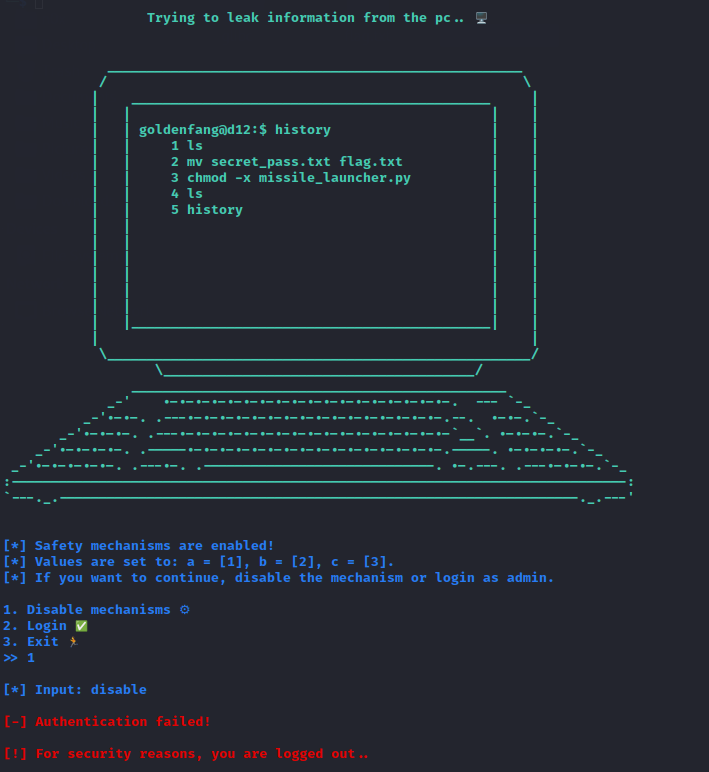 Trying to leak information from the pc..
goldenfang@d12:$ history
1 ls
2 mv secret_pass.txt flag.txt
3 chmod -x missile_launcher.py
4 ls
5 history
[*] Safety mechanisms are enabled!
[*] Values are set to: a = [1], b = [2], c = [3].
[*] If you want to continue, disable the mechanism or login as admin.
1. Disable mechanisms ⚙
2. Login ✅
3. Exit 🏃
>> 1
[*] Input: disable
[-] Authentication failed!
[!] For security reasons, you are logged out..